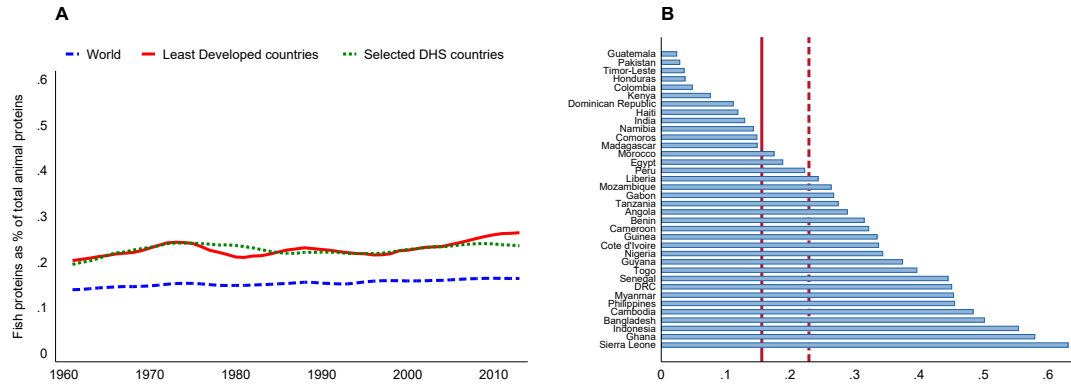 A
World Least Developed countries Selected DHS countries
Fish proteins as % of total animal proteins
.6
.5
.4
.3
.2
.1
0
1960 1970 1980 1990 2000 2010
B
Guatemala
Pakistan
Timor-Leste
Honduras
Colombia
Kenya
Dominican Republic
Haiti
India
Namibia
Comoros
Madagascar
Morocco
Egypt
Peru
Liberia
Mozambique
Gabon
Tanzania
Angola
Benin
Cameroon
Guinea
Cote d'Ivoire
Nigeria
Guyana
Togo
Senegal
DRC
Myanmar
Philippines
Cambodia
Bangladesh
Indonesia
Ghana
Sierra Leone
0 .1 .2 .3 .4 .5 .6